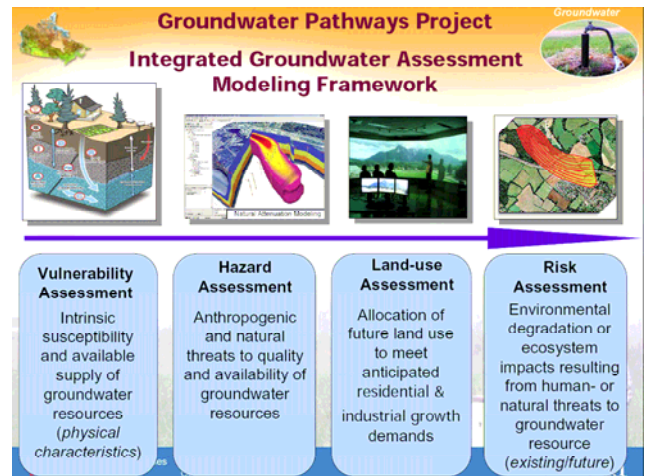 Groundwater Pathways Project
Groundwater
Integrated Groundwater Assessment
Modeling Framework
Natural Attenuation Modeling
Vulnerability
Assessment
Intrinsic
susceptibility
and available
supply of
groundwater
resources
(physical
characteristics)
Hazard
Assessment
Anthropogenic
and natural
threats to quality
and availability of
groundwater
resources
Land-use
Assessment
Allocation of
future land use
to meet
anticipated
residential &
industrial growth
demands
Risk
Assessment
Environmental
degradation or
ecosystem
impacts resulting
from human- or
natural threats to
groundwater
resource
(existing/future)